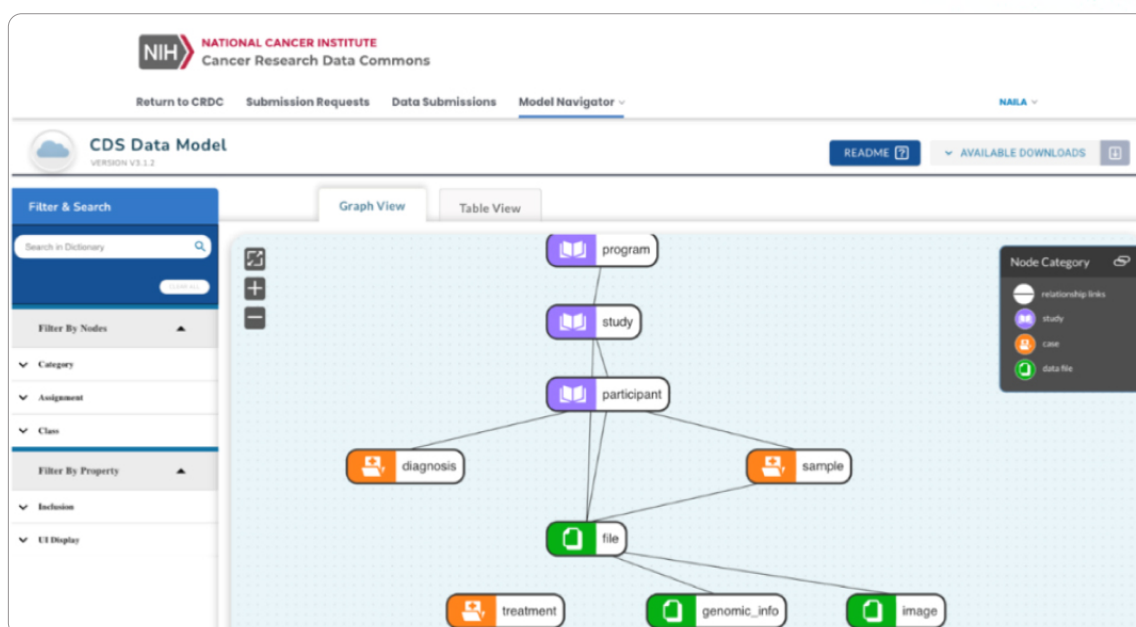 NIH
NATIONAL CANCER INSTITUTE
Cancer Research Data Commons
Return to CRDC Submission Requests Data Submissions Model Navigator
NAILA
CDS Data Model
VERSION V3.1.2
README ?
AVAILABLE DOWNLOADS
Filter & Search
Search in Dictionary
CLEAR ALL
Filter By Nodes
Category
Assignment
Class
Filter By Property
Inclusion
UI Display
Graph View
Table View
program
study
participant
diagnosis
sample
file
treatment
genomic_info
image
Node Category
relationship links
study
case
data file